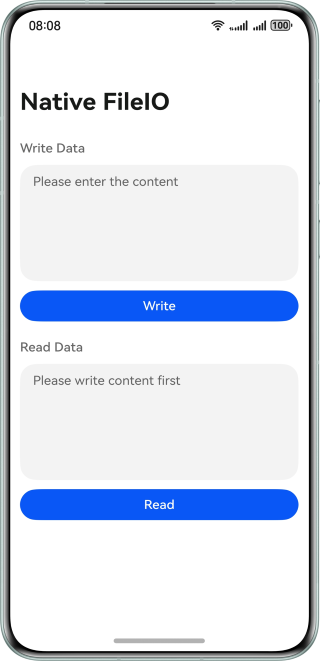 08:08
100
Native FileIO
Write Data
Please enter the content
Write
Read Data
Please write content first
Read